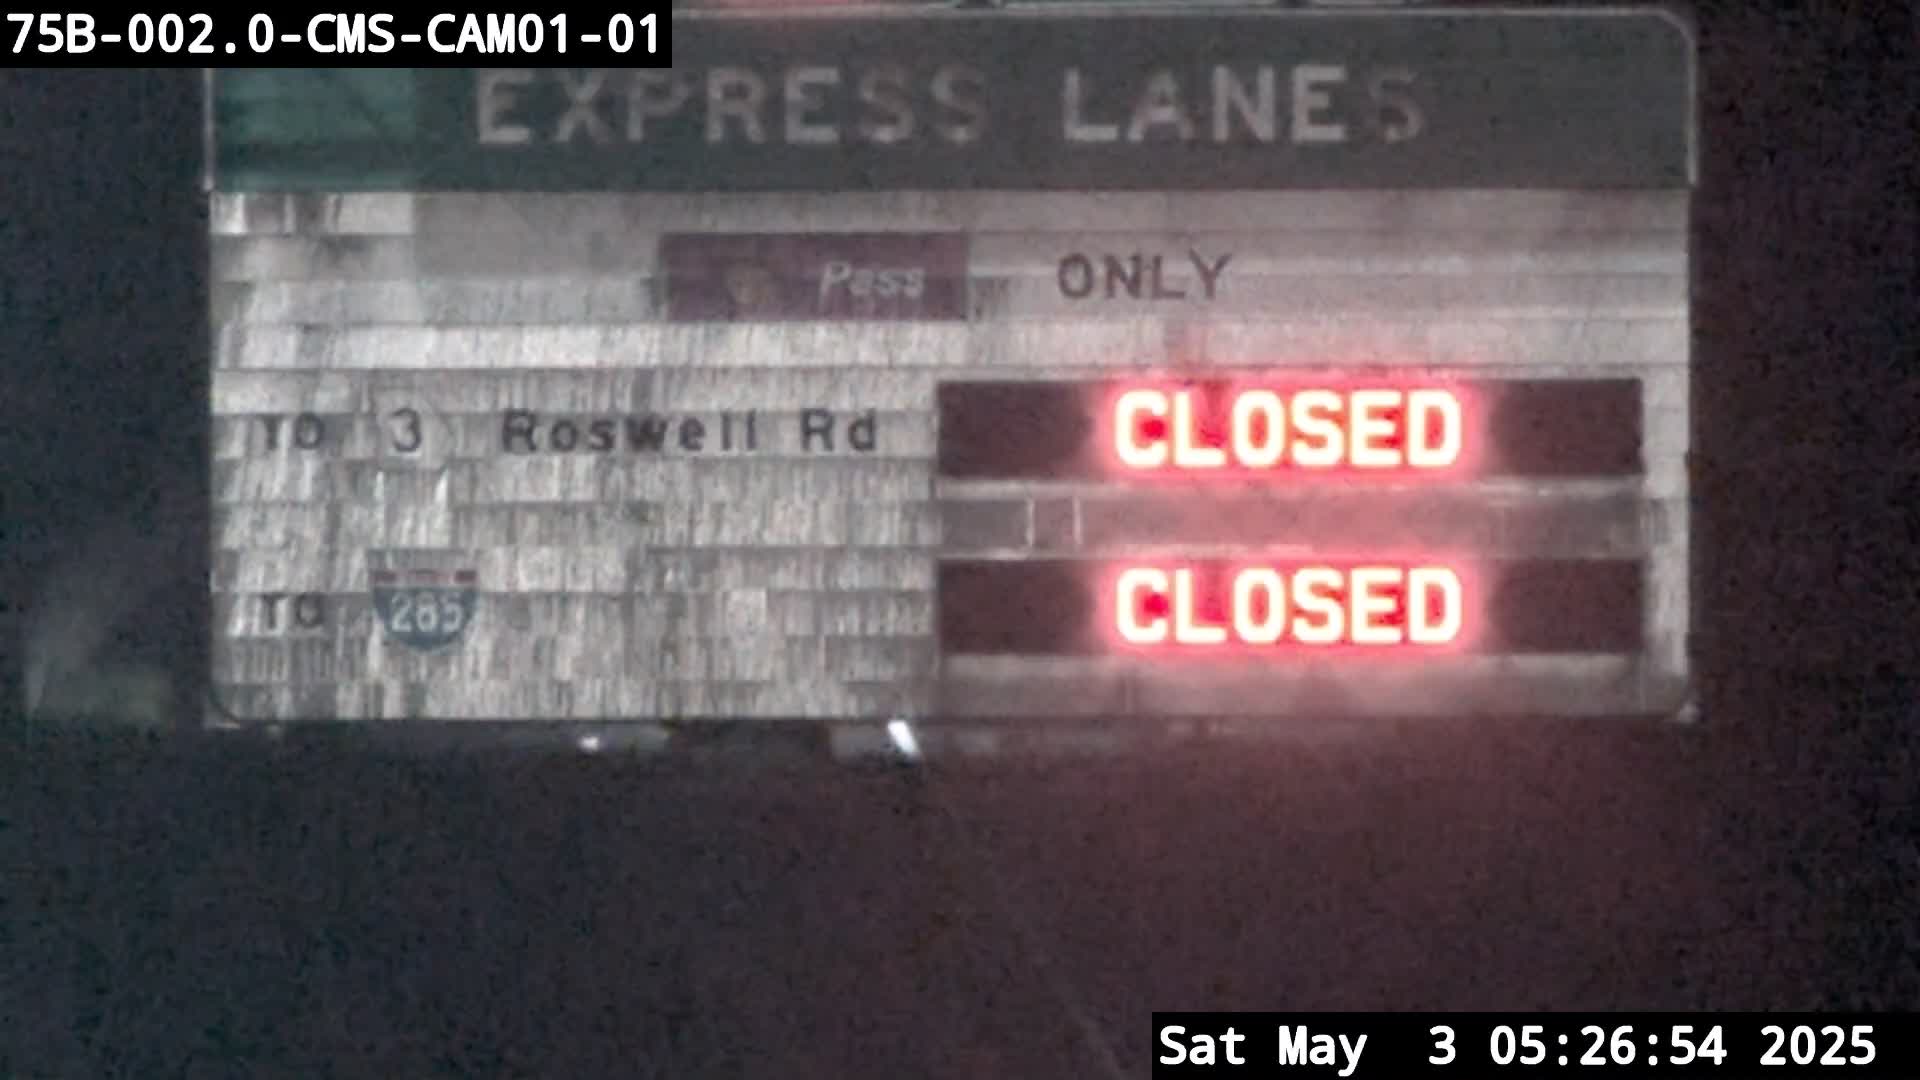 75B-002.0-CMS-CAM01-01
EXPRESS LANES
Pass ONLY
TO 3 Roswell Rd CLOSED
TO 285 CLOSED
Sat May 3 05:26:54 2025